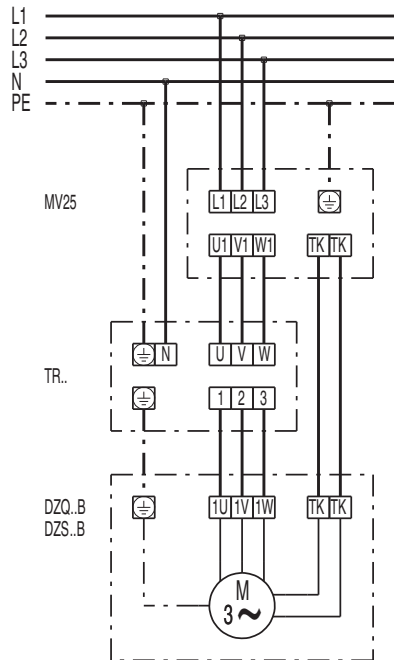 L1
L2
L3
N
PE
MV25
L1 L2 L3
U1 V1 W1 TK TK
N U V W
TR..
1 2 3
DZQ..B
DZS..B
1U 1V 1W TK TK
M
3 ~